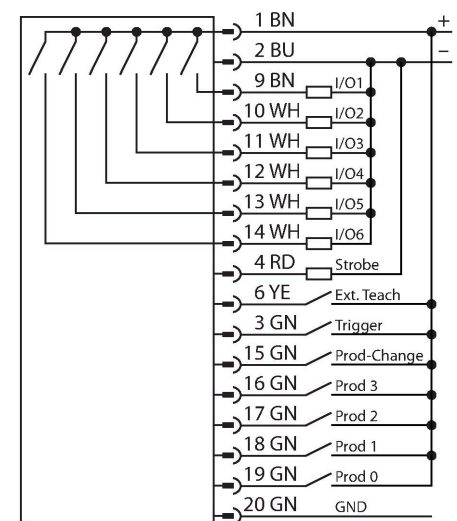 1 BN +
2 BU −
9 BN I/O1
10 WH I/O2
11 WH I/O3
12 WH I/O4
13 WH I/O5
14 WH I/O6
4 RD Strobe
6 YE Ext. Teach
3 GN Trigger
15 GN Prod-Change
16 GN Prod 3
17 GN Prod 2
18 GN Prod 1
19 GN Prod 0
20 GN GND